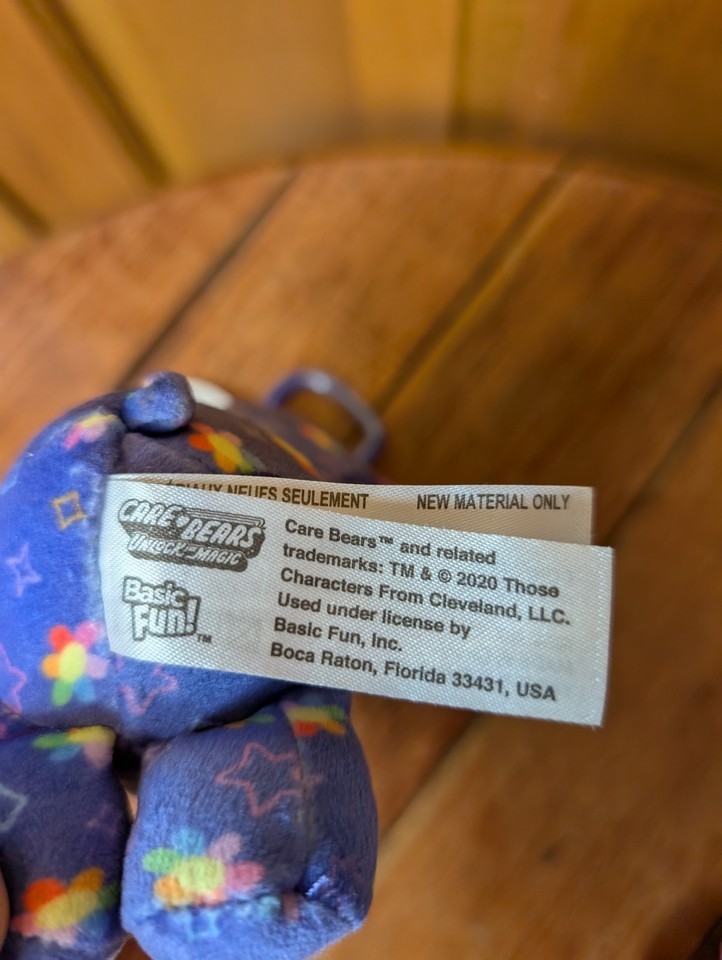 NEUFS SEULEMENT NEW MATERIAL ONLY
CARE BEARS
UNLOCK THE MAGIC
Basic
Fun!™
Care Bears™ and related
trademarks: TM & © 2020 Those
Characters From Cleveland, LLC.
Used under license by
Basic Fun, Inc.
Boca Raton, Florida 33431, USA